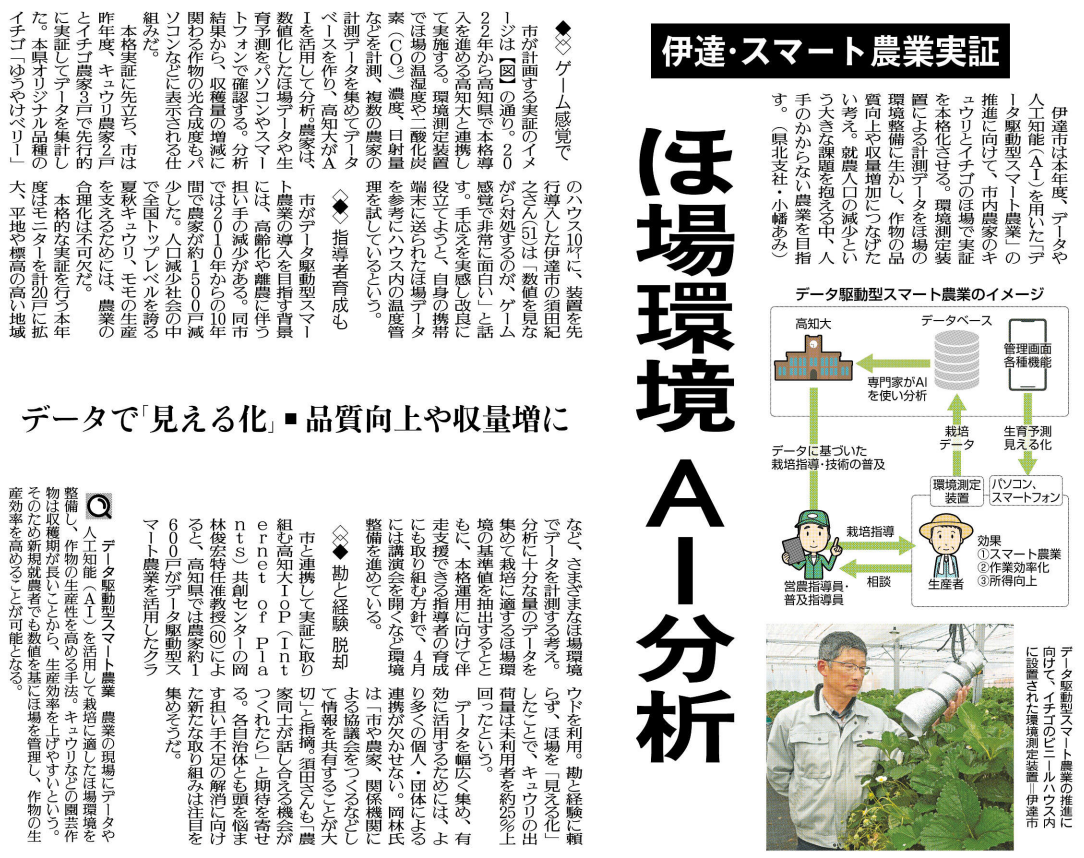 伊達・スマート農業実証
ほ場環境 AI分析
データで「見える化」■品質向上や収量増に
伊達市は本年度、データや
人工知能(AI)を用いた「デ
ータ駆動型スマート農業」の
推進に向けて、市内農家のキ
ュウリとイチゴのほ場で実証
を本格化させる。環境測定装
置による計測データをほ場の
環境整備に生かし、作物の品
質向上や収量増加につなげた
い考え。就農人口の減少とい
う大きな課題を抱える中、人
手のかからない農業を目指
す。(県北支社・小幡あみ)
データ駆動型スマート農業のイメージ
高知大
データベース
管理画面
各種機能
専門家がAI
を使い分析
栽培
データ
生育予測
見える化
データに基づいた
栽培指導・技術の普及
環境測定
装置
パソコン、
スマートフォン
栽培指導
相談
営農指導員・
普及指導員
生産者
効果
①スマート農業
②作業効率化
③所得向上
データ駆動型スマート農業の推進に
向けて、イチゴのビニールハウス内
に設置された環境測定装置=伊達市
◆◇◇ゲーム感覚で
市が計画する実証のイメ
ージは【図】の通り。20
22年から高知県で本格導
入を進める高知大と連携し
て実施する。環境測定装置
でほ場の温湿度や二酸化炭
素(CO₂)濃度、日射量
などを計測。複数の農家の
計測データを集めてデータ
ベースを作り、高知大がA
Iを活用して分析。農家は、
数値化したほ場データや生
育予測をパソコンやスマー
トフォンで確認する。分析
結果から、収穫量の増減に
関わる作物の光合成度もパ
ソコンなどに表示される仕
組みだ。
本格実証に先立ち、市は
昨年度、キュウリ農家2戸
とイチゴ農家3戸で先行的
に実証してデータを集計し
た。本県オリジナル品種の
イチゴ「ゆうやけベリー」
のハウス10㌃に、装置を先
行導入した伊達市の須田紀
之さん(51)は「数値を見な
がら対処するのが、ゲーム
感覚で非常に面白い」と話
す。手応えを実感し改良に
役立てようと、自身の携帯
端末に送られたほ場データ
を参考にハウス内の温度管
理を試しているという。
◇◆◇指導者育成も
市がデータ駆動型スマー
ト農業の導入を目指す背景
には、高齢化や離農に伴う
担い手の減少がある。同市
では2010年からの10年
間で農家が約1500戸減
少した。人口減少社会の中
で全国トップレベルを誇る
夏秋キュウリ、モモの生産
を支えるためには、農業の
合理化は不可欠だ。
本格的な実証を行う本年
度はモニターを計20戸に拡
大、平地や標高の高い地域
など、さまざまなほ場環境
でデータを計測する考え。
分析に十分な量のデータを
集めて栽培に適するほ場環
境の基準値を抽出するとと
もに、本格運用に向けて伴
走支援できる指導者の育成
にも取り組む方針で、4月
には講演会を開くなど環境
整備を進めている。
◇◇◆勘と経験 脱却
市と連携して実証に取り
組む高知大IoP(Int
ernet of Pla
nts)共創センターの岡
林俊宏特任准教授(60)によ
ると、高知県では農家約1
600戸がデータ駆動型ス
マート農業を活用したクラ
ウドを利用。勘と経験に頼
らず、ほ場を「見える化」
したことで、キュウリの出
荷量は未利用者を約25%上
回ったという。
データを幅広く集め、有
効に活用するためには、よ
り多くの個人・団体による
連携が欠かせない。岡林氏
は「市や農家、関係機関に
よる協議会をつくるなどし
て情報を共有することが大
切」と指摘。須田さんも「農
家同士が話し合える機会が
つくれたら」と期待を寄せ
る。各自治体とも頭を悩ま
す担い手不足の解消に向け
た新たな取り組みは注目を
集めそうだ。
データ駆動型スマート農業 農業の現場にデータや
人工知能(AI)を活用して栽培に適したほ場環境を
整備し、作物の生産性を高める手法。キュウリなどの園芸作
物は収穫期が長いことから、生産効率を上げやすいという。
そのため新規就農者でも数値を基にほ場を管理し、作物の生
産効率を高めることが可能となる。